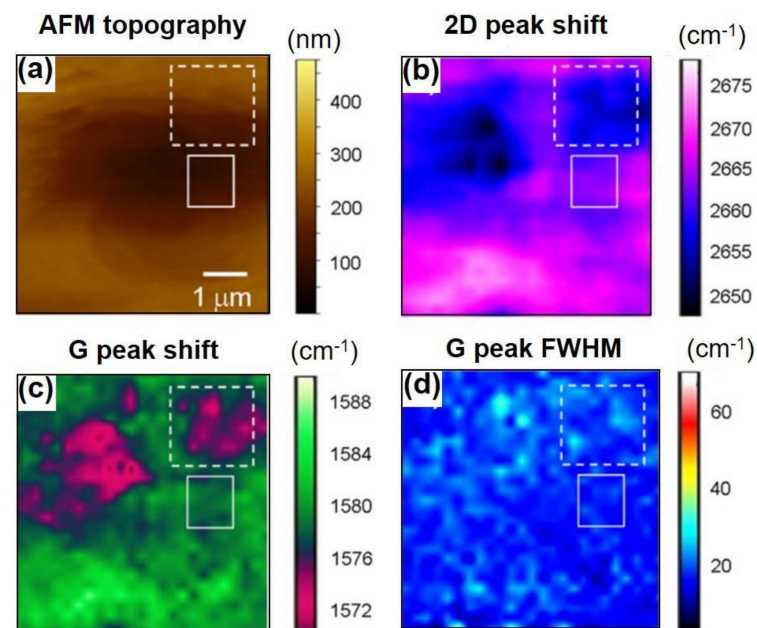 AFM topography
(nm)
2D peak shift
(cm-1)
(a)
400
300
200
100
1 μm
(b)
2675
2670
2665
2660
2655
2650
G peak shift
(cm-1)
G peak FWHM
(cm-1)
(c)
1588
1584
1580
1576
1572
(d)
60
40
20